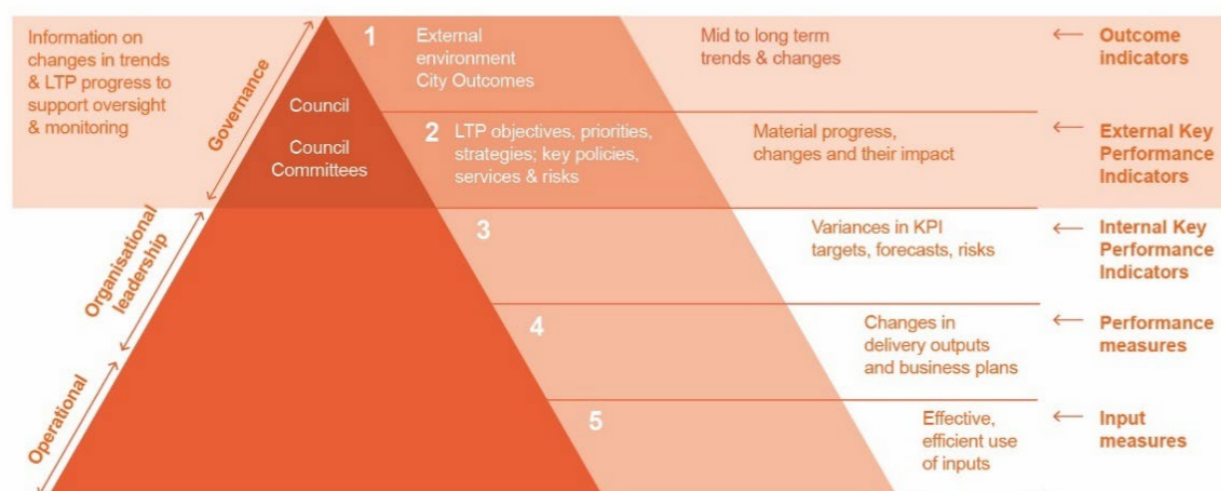 Information on
changes in trends
& LTP progress to
support oversight
& monitoring
Governance
Organisational
leadership
Operational
Council
Council
Committees
1
External
environment
City Outcomes
Mid to long term
trends & changes
← Outcome
indicators
2
LTP objectives, priorities,
strategies; key policies,
services & risks
Material progress,
changes and their impact
← External Key
Performance
Indicators
3
Variances in KPI
targets, forecasts, risks
← Internal Key
Performance
Indicators
4
Changes in
delivery outputs
and business plans
← Performance
measures
5
Effective,
efficient use
of inputs
← Input
measures